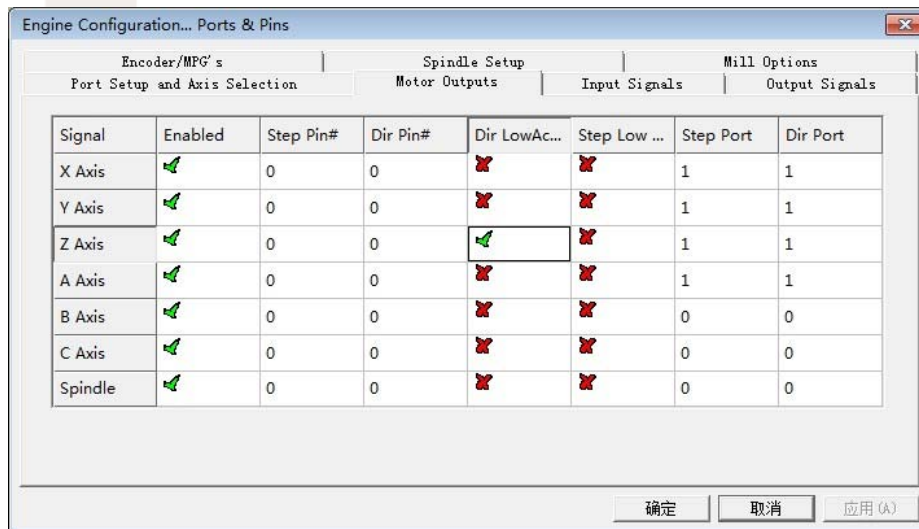 Engine Configuration... Ports & Pins
Encoder/MPG's Spindle Setup Mill Options
Port Setup and Axis Selection Motor Outputs Input Signals Output Signals
Signal Enabled Step Pin# Dir Pin# Dir LowAc... Step Low ... Step Port Dir Port
X Axis 0 0 1 1
Y Axis 0 0 1 1
Z Axis 0 0 1 1
A Axis 0 0 1 1
B Axis 0 0 0 0
C Axis 0 0 0 0
Spindle 0 0 0 0
确定 取消 应用(A)